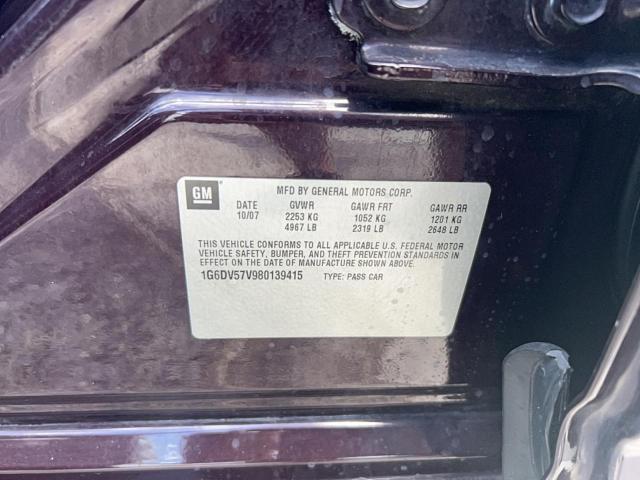 GM
MFD BY GENERAL MOTORS CORP.
DATE GVWR GAWR FRT GAWR RR
10/07 2253 KG 1052 KG 1201 KG
4967 LB 2319 LB 2648 LB
THIS VEHICLE CONFORMS TO ALL APPLICABLE U.S. FEDERAL MOTOR
VEHICLE SAFETY, BUMPER, AND THEFT PREVENTION STANDARDS IN
EFFECT ON THE DATE OF MANUFACTURE SHOWN ABOVE.
1G6DV57V980139415 TYPE: PASS CAR